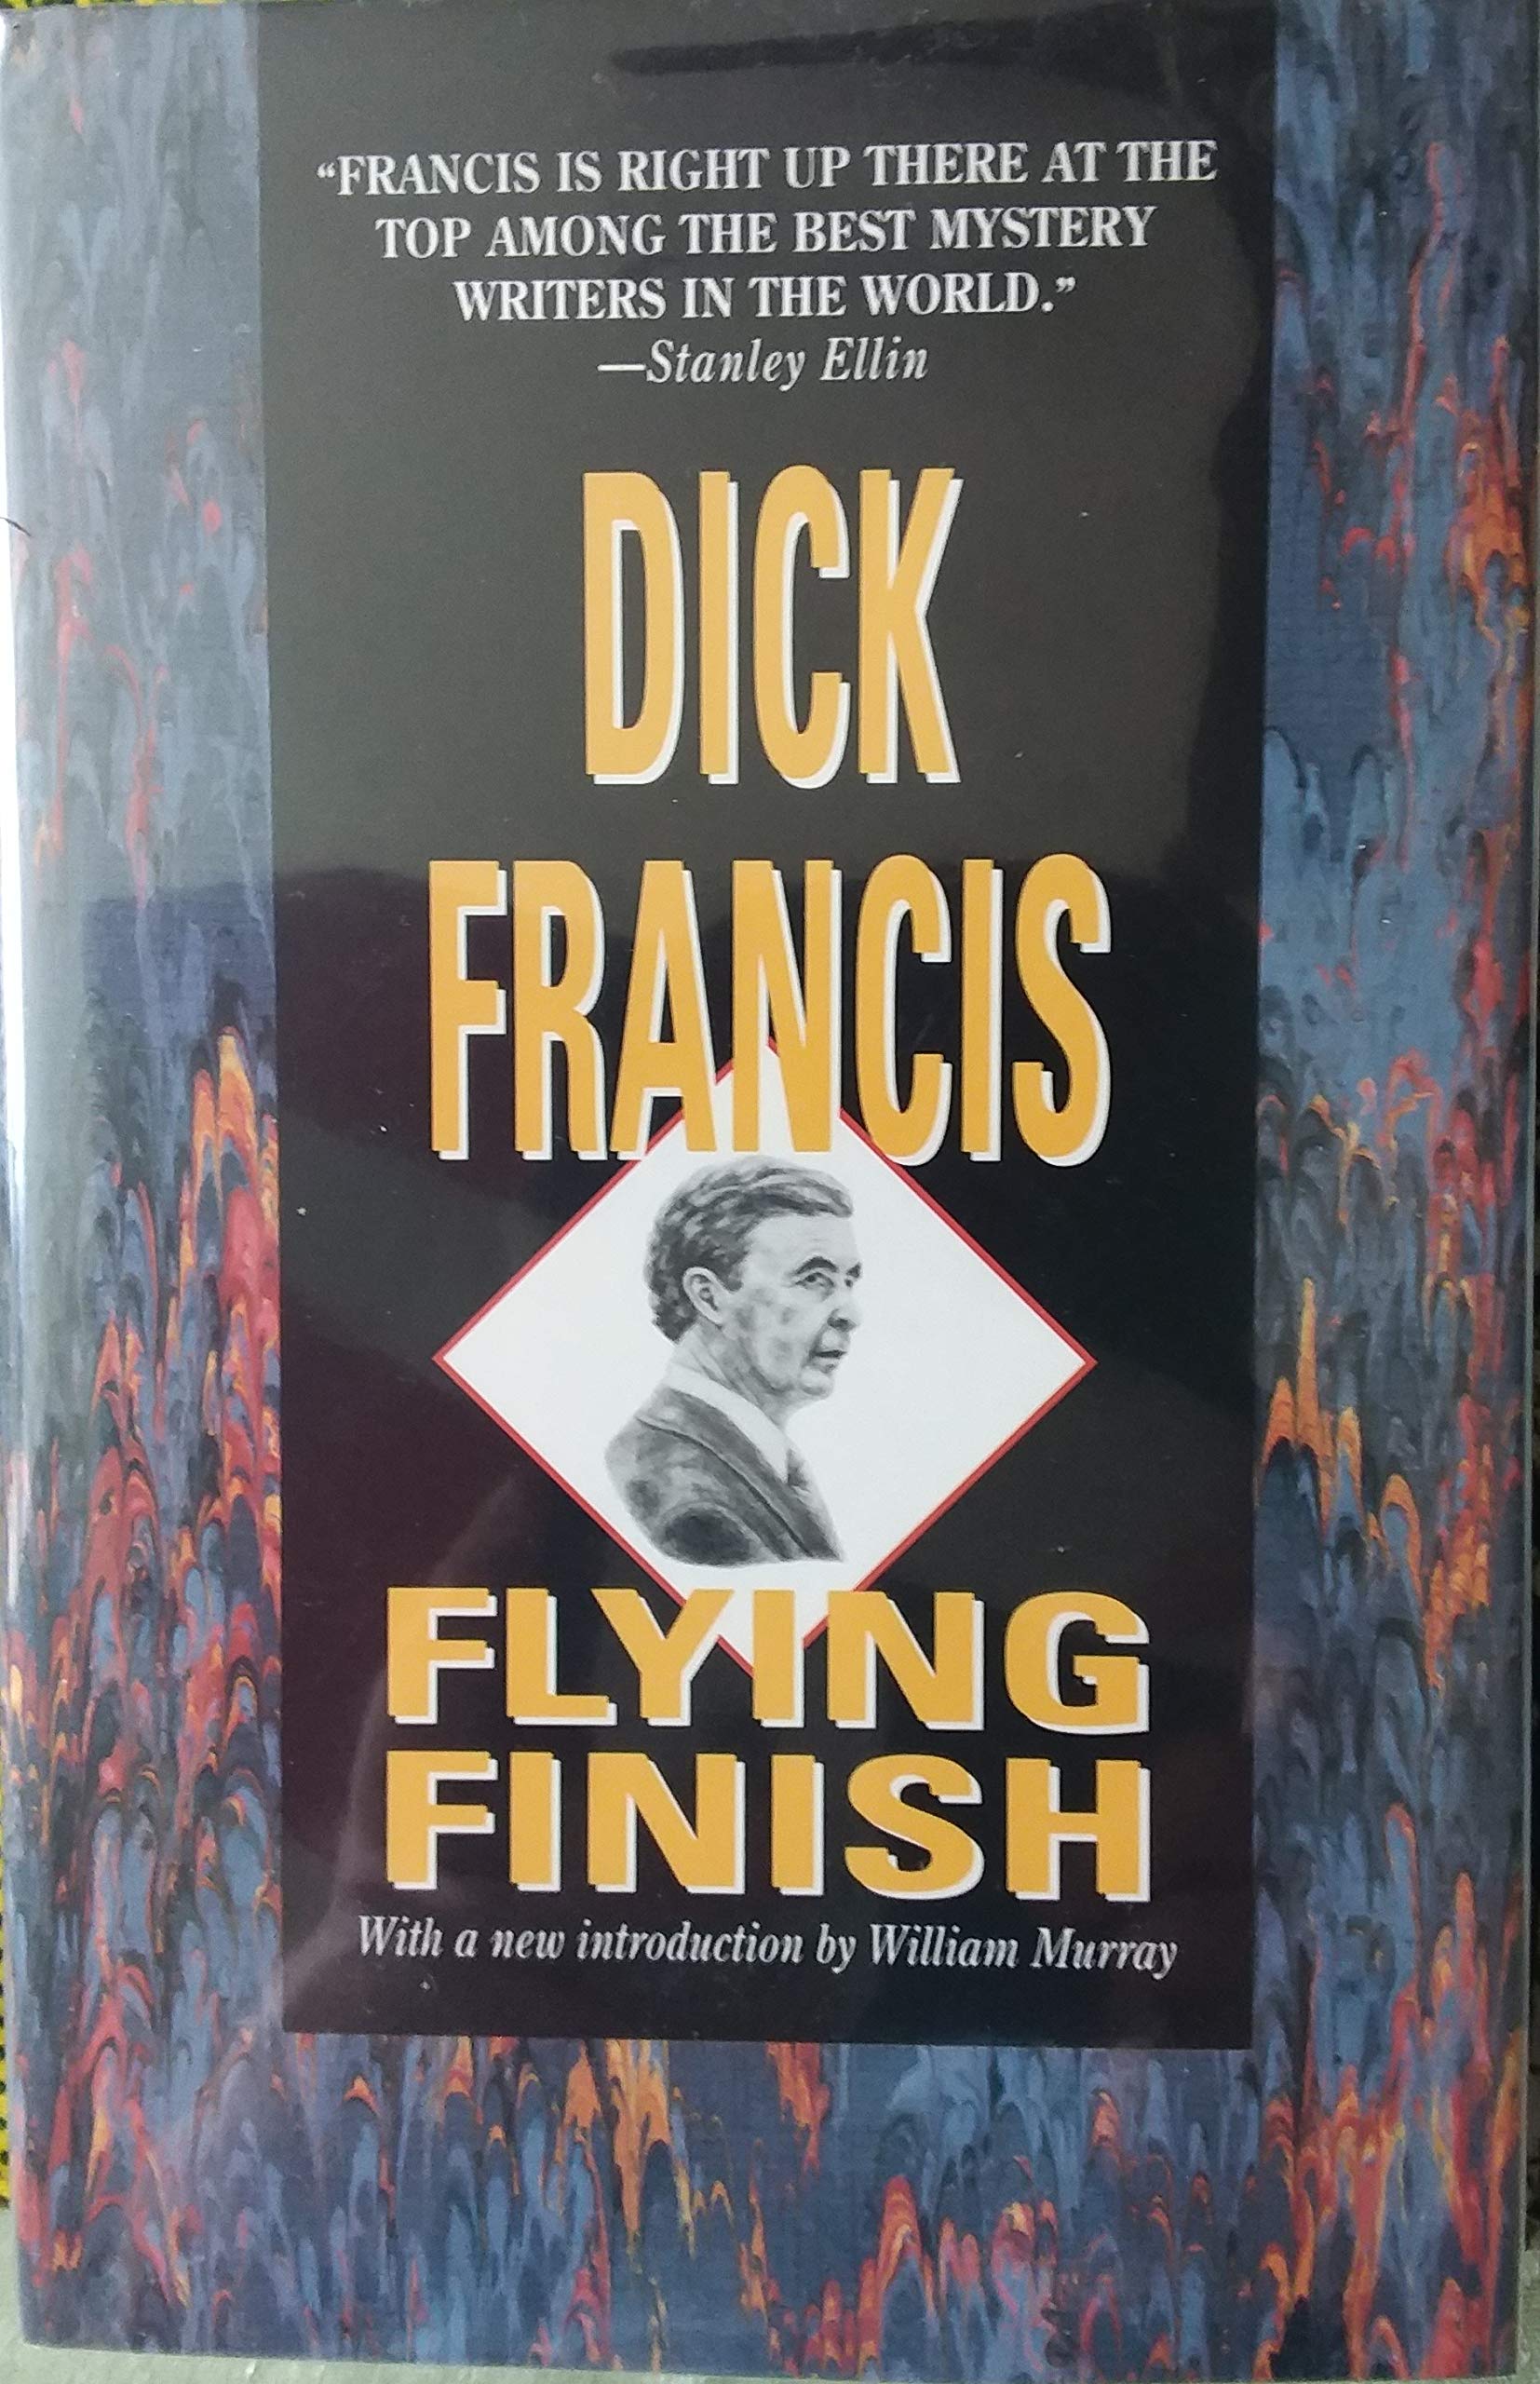 “FRANCIS IS RIGHT UP THERE AT THE
TOP AMONG THE BEST MYSTERY
WRITERS IN THE WORLD.”
—Stanley Ellin
DICK
FRANCIS
FLYING
FINISH
With a new introduction by William Murray